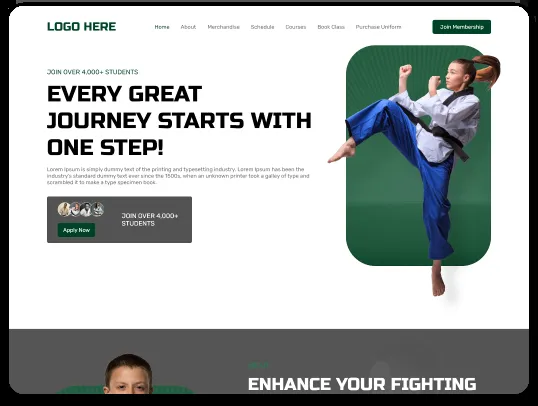 LOGO HERE
Home About Merchandise Schedule Courses Book Class Purchase Uniform Join Membership
JOIN OVER 4,000+ STUDENTS
EVERY GREAT
JOURNEY STARTS WITH
ONE STEP!
Lorem Ipsum is simply dummy text of the printing and typesetting industry. Lorem Ipsum has been the
industry's standard dummy text ever since the 1500s, when an unknown printer took a galley of type and
scrambled it to make a type specimen book.
JOIN OVER 4,000+
STUDENTS
Apply Now
ENHANCE YOUR FIGHTING